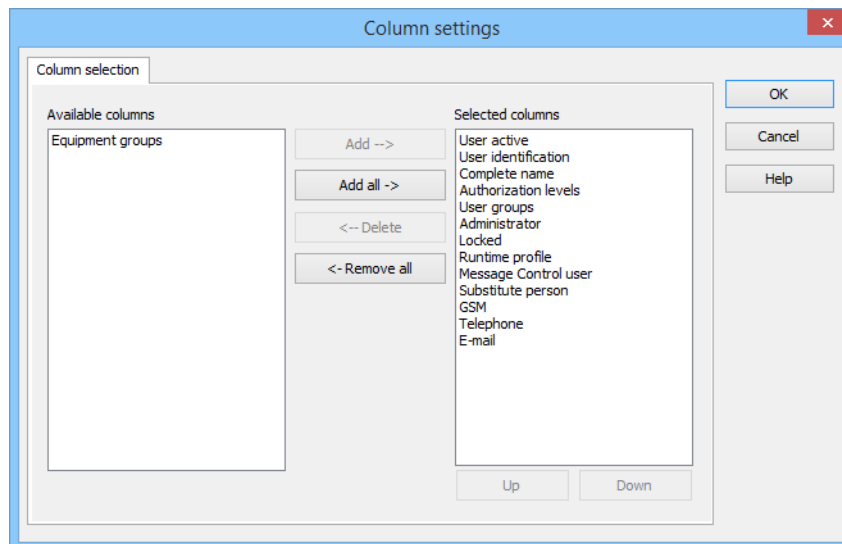 Column settings
Column selection
Available columns
Equipment groups
Add -->
Add all ->
<-- Delete
<- Remove all
Selected columns
User active
User identification
Complete name
Authorization levels
User groups
Administrator
Locked
Runtime profile
Message Control user
Substitute person
GSM
Telephone
E-mail
Up
Down
OK
Cancel
Help